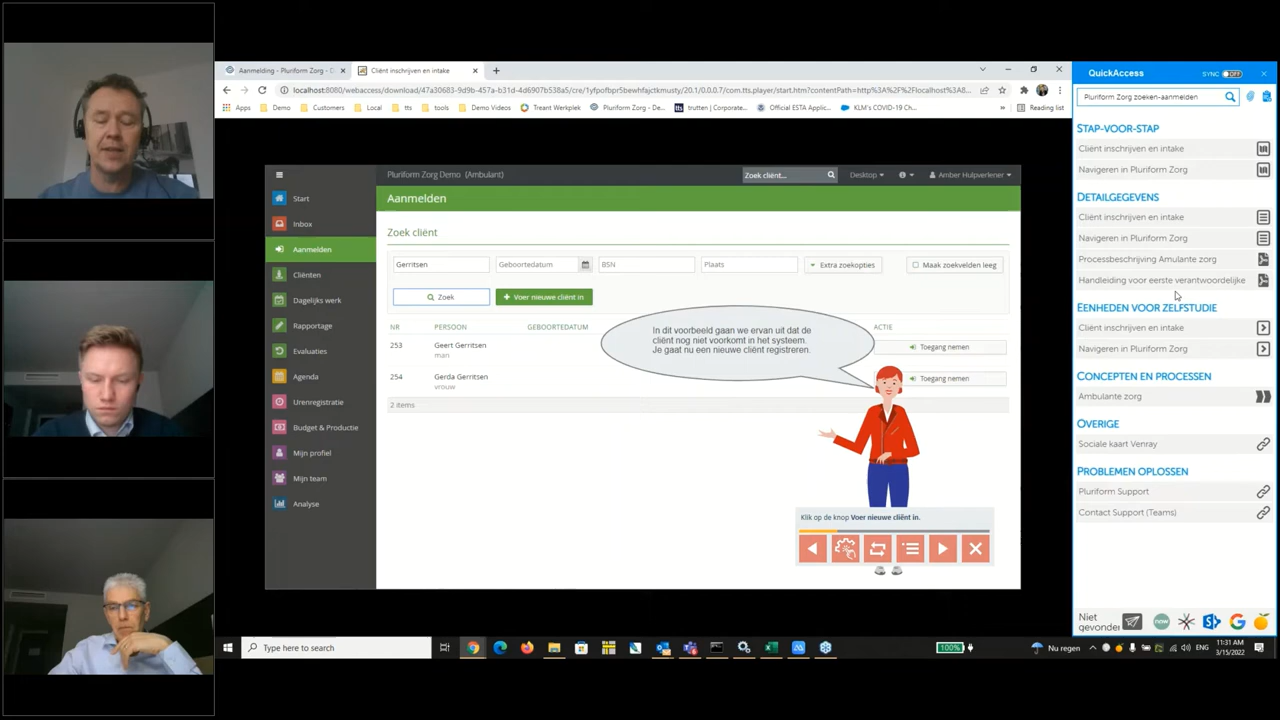 Aanmelding - Pluriform Zorg - D
Cliënt inschrijven en intake
localhost:8080/webaccess/download/47a30683-9d9b-457a-b31d-4d6907b538a5/cre/1yfpofbpr5bewhfajctkmusty/20.1/0.0.0.7/com.tts.player/start.htm?contentPath=http%3A%2F%2Flocalhost%3A8...
Apps
Demo
Customers
Local
tts
tools
Demo Videos
Treant Werkplek
Pluriform Zorg - De...
trutten | Corporate...
Official ESTA Applic...
KLM's COVID-19 Ch...
»
Reading list
Pluriform Zorg Demo (Ambulant)
Zoek cliënt...
Desktop
Amber Hulpverlener
Start
Inbox
Aanmelden
Cliënten
Dagelijks werk
Rapportage
Evaluaties
Agenda
Urenregistratie
Budget & Productie
Mijn profiel
Mijn team
Analyse
Aanmelden
Zoek cliënt
Gerritsen
Geboortedatum
BSN
Plaats
Extra zoekopties
Maak zoekvelden leeg
Zoek
+ Voer nieuwe cliënt in
NR PERSOON GEBOORTEDATUM ACTIE
253 Geert Gerritsen Toegang nemen
man
254 Gerda Gerritsen Toegang nemen
vrouw
2 items
In dit voorbeeld gaan we ervan uit dat de
cliënt nog niet voorkomt in het systeem.
Je gaat nu een nieuwe cliënt registreren.
Klik op de knop Voer nieuwe cliënt in.
QuickAccess
SYNC OFF
Pluriform Zorg zoeken-aanmelden
STAP-VOOR-STAP
Cliënt inschrijven en intake
Navigeren in Pluriform Zorg
DETAILGEGEVENS
Cliënt inschrijven en intake
Navigeren in Pluriform Zorg
Processbeschrijving Amulante zorg
Handleiding voor eerste verantwoordelijke
EENHEDEN VOOR ZELFSTUDIE
Cliënt inschrijven en intake
Navigeren in Pluriform Zorg
CONCEPTEN EN PROCESSEN
Ambulante zorg
OVERIGE
Sociale kaart Venray
PROBLEMEN OPLOSSEN
Pluriform Support
Contact Support (Teams)
Niet
gevonden
now
Type here to search
100%
Nu regen
ENG
11:31 AM
3/15/2022